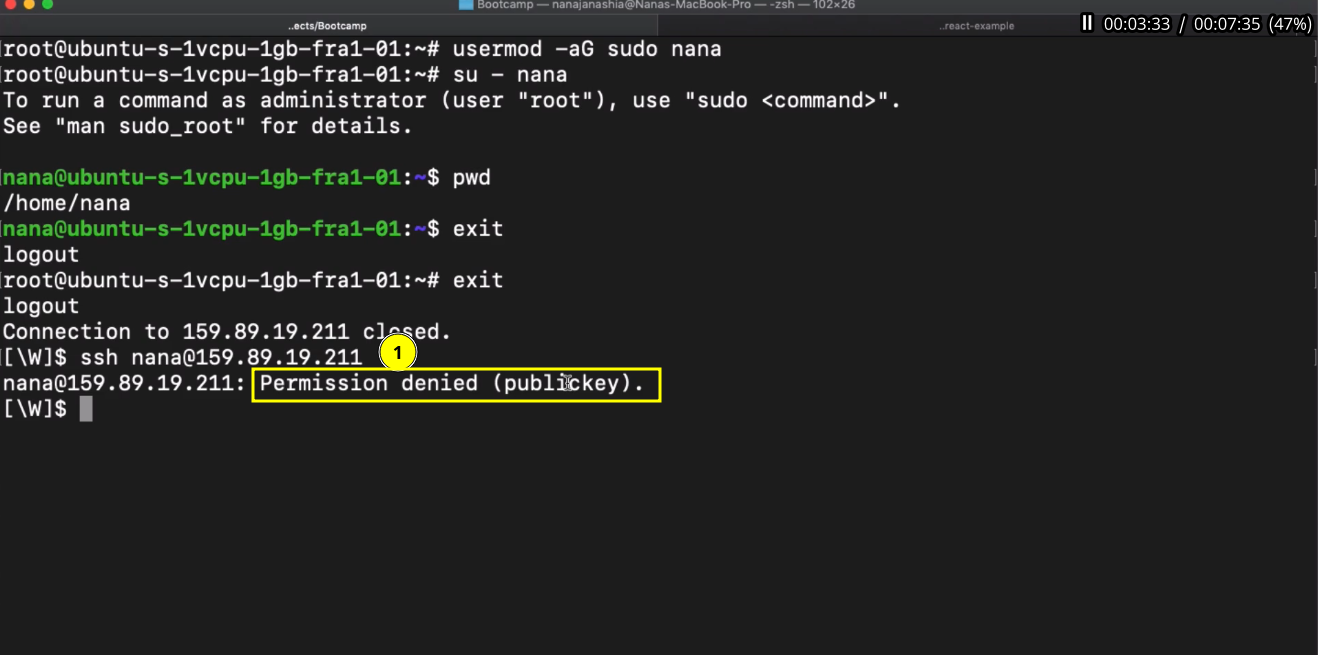 Bootcamp — nanajanashia@Nanas-MacBook-Pro — -zsh — 102×26
..ects/Bootcamp
..react-example
00:03:33 / 00:07:35 (47%)
root@ubuntu-s-1vcpu-1gb-fra1-01:~# usermod -aG sudo nana
root@ubuntu-s-1vcpu-1gb-fra1-01:~# su - nana
To run a command as administrator (user "root"), use "sudo <command>".
See "man sudo_root" for details.
nana@ubuntu-s-1vcpu-1gb-fra1-01:~$ pwd
/home/nana
nana@ubuntu-s-1vcpu-1gb-fra1-01:~$ exit
logout
root@ubuntu-s-1vcpu-1gb-fra1-01:~# exit
logout
Connection to 159.89.19.211 closed.
[\W]$ ssh nana@159.89.19.211
1
nana@159.89.19.211: Permission denied (publickey).
[\W]$